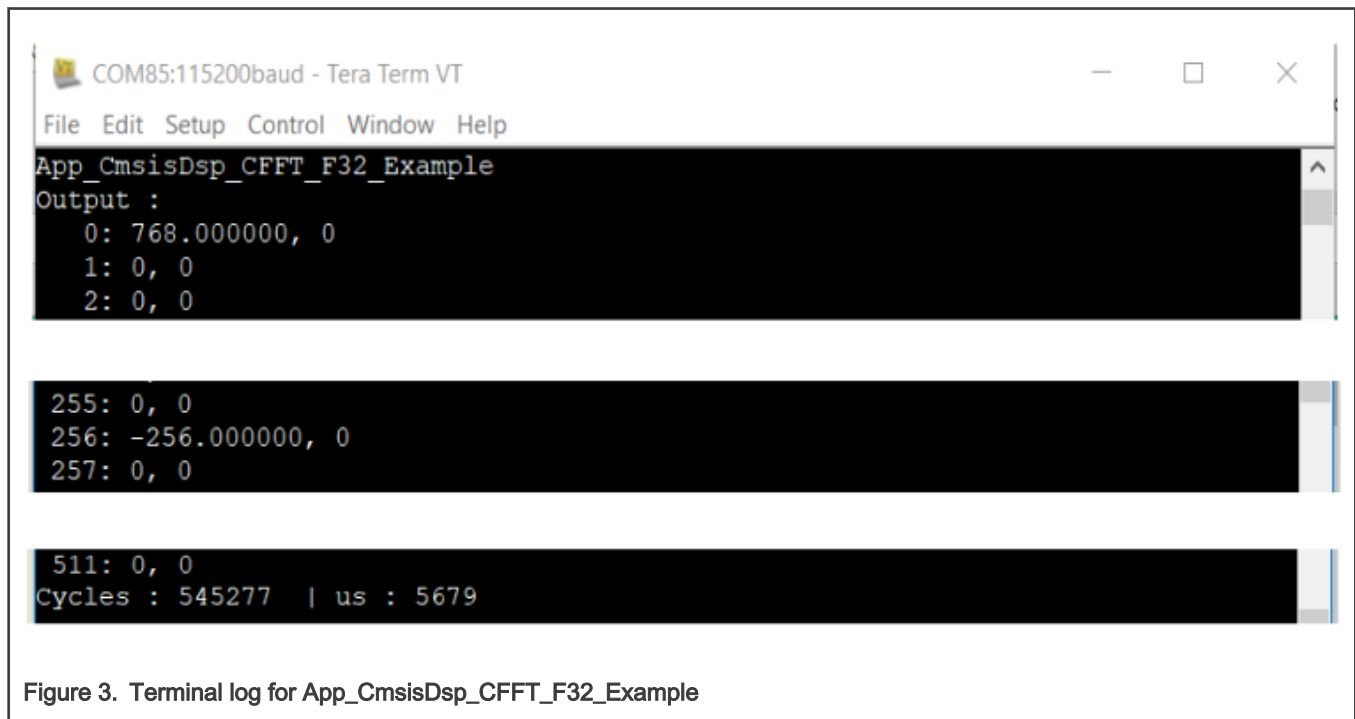 COM85:115200baud - Tera Term VT
File Edit Setup Control Window Help
App_CmsisDsp_CFFT_F32_Example
Output :
0: 768.000000, 0
1: 0, 0
2: 0, 0
255: 0, 0
256: -256.000000, 0
257: 0, 0
511: 0, 0
Cycles : 545277 | us : 5679
Figure 3. Terminal log for App_CmsisDsp_CFFT_F32_Example